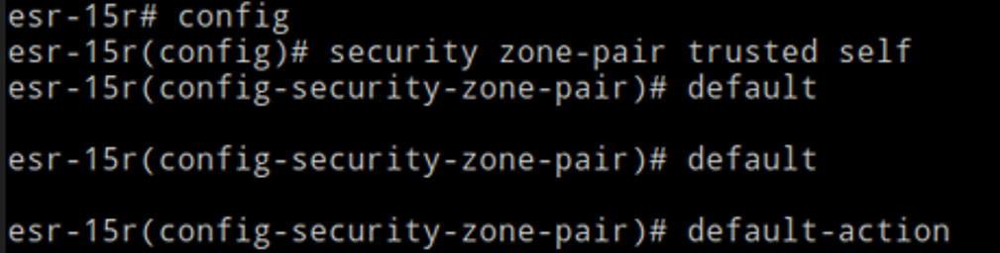 esr-15r# config
esr-15r(config)# security zone-pair trusted self
esr-15r(config-security-zone-pair)# default
esr-15r(config-security-zone-pair)# default
esr-15r(config-security-zone-pair)# default-action